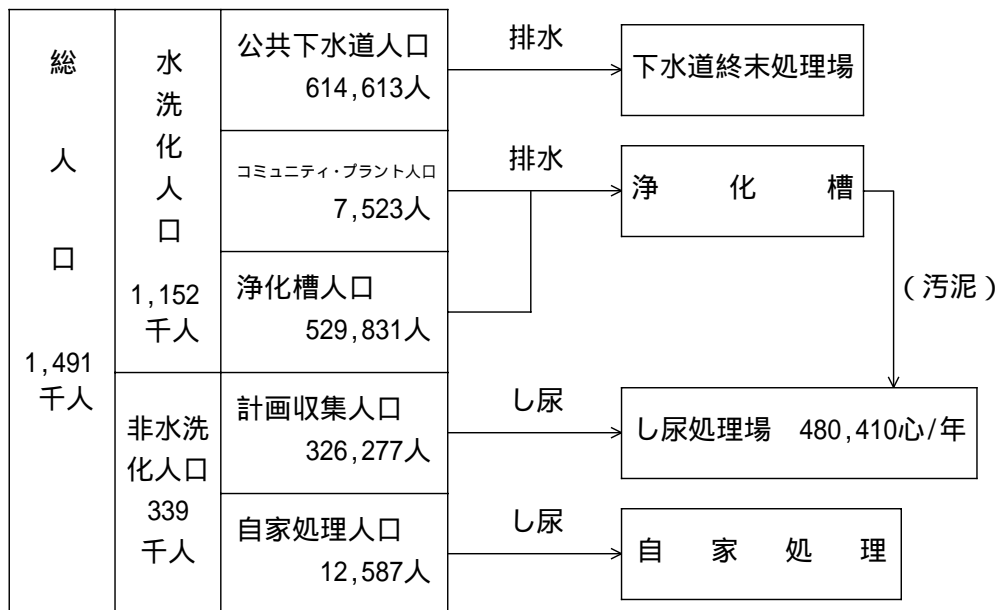 総人口
1,491
千人
水洗化人口
1,152
千人
非水洗
化人口
339
千人
公共下水道人口
614,613人
コミュニティ・プラント人口
7,523人
浄化槽人口
529,831人
計画収集人口
326,277人
自家処理人口
12,587人
排水
下水道終末処理場
排水
浄化槽
(汚泥)
し尿
し尿処理場 480,410心/年
し尿
自家処理